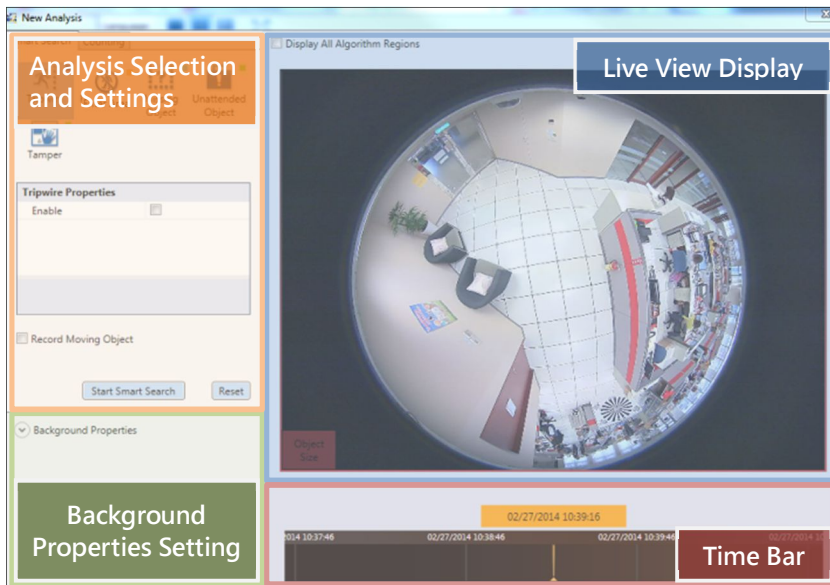 New Analysis
Counting
Display All Algorithm Regions
Analysis Selection
and Settings
Live View Display
Unattended
Object
Tamper
Tripwire Properties
Enable
Record Moving Object
Start Smart Search
Reset
Background Properties
Object
Size
Background
Properties Setting
02/27/2014 10:39:16
2014 10:37:46
02/27/2014 10:38:46
02/27/2014 10:39:46
Time Bar